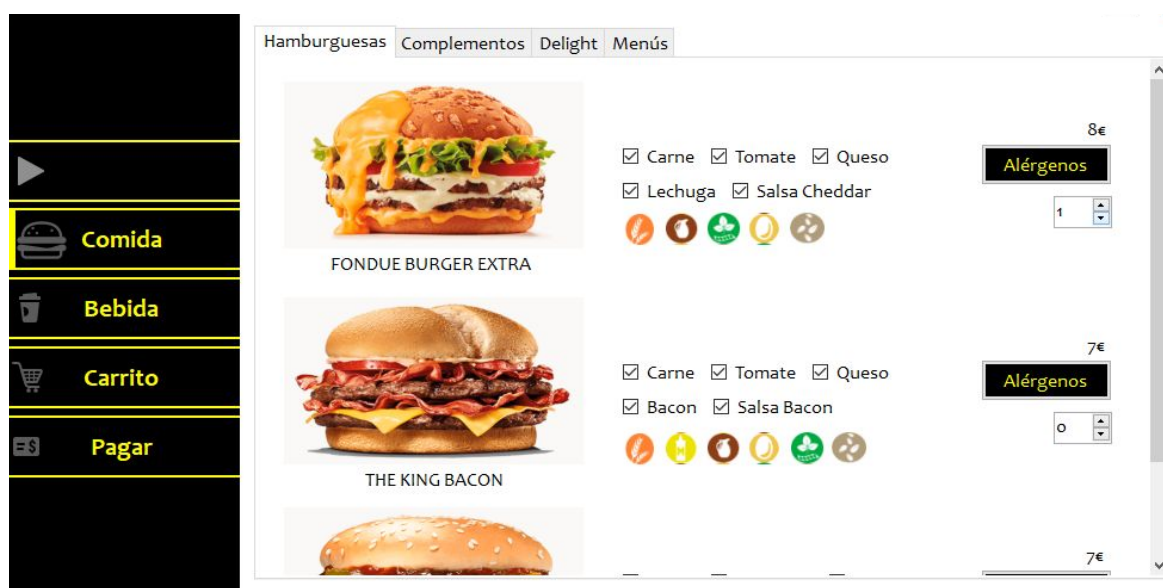 Hamburguesas Complementos Delight Menús
Comida
Bebida
Carrito
Pagar
8€
Carne Tomate Queso
Alérgenos
Lechuga Salsa Cheddar
1
FONDUE BURGER EXTRA
7€
Carne Tomate Queso
Alérgenos
Bacon Salsa Bacon
0
THE KING BACON
7€